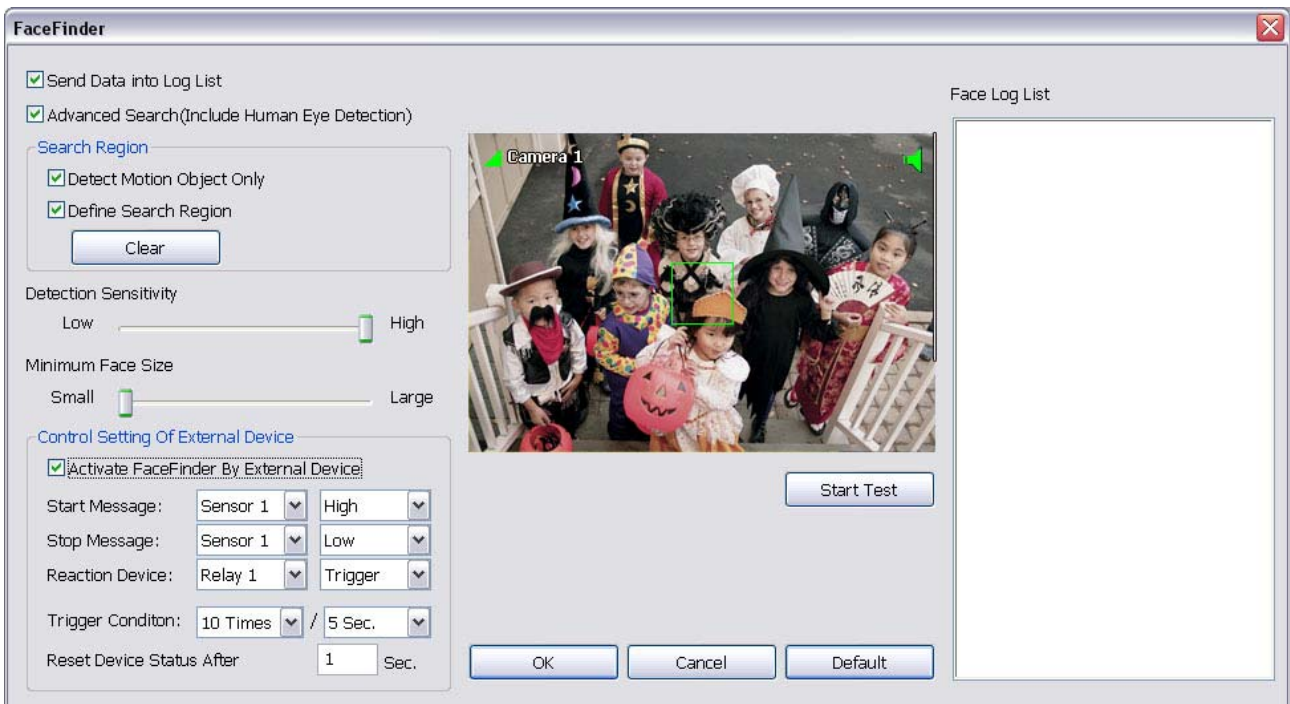 FaceFinder
Send Data into Log List
Advanced Search(Include Human Eye Detection)
Search Region
Detect Motion Object Only
Define Search Region
Clear
Detection Sensitivity
Low High
Minimum Face Size
Small Large
Control Setting Of External Device
Activate FaceFinder By External Device
Start Message: Sensor 1 High
Stop Message: Sensor 1 Low
Reaction Device: Relay 1 Trigger
Trigger Conditon: 10 Times / 5 Sec.
Reset Device Status After 1 Sec.
Camera 1
Start Test
OK Cancel Default
Face Log List